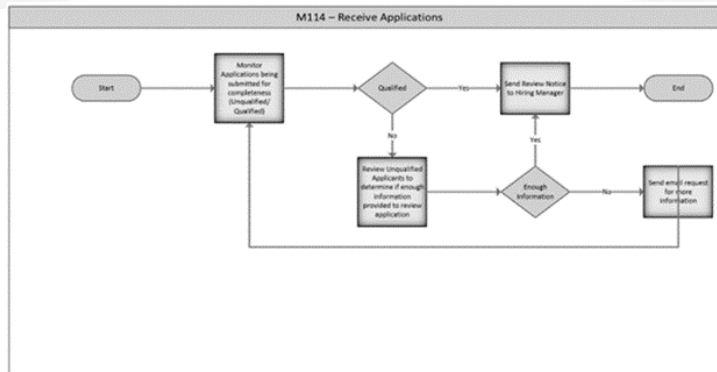 M114 – Receive Applications
Start
Monitor
Applications being
submitted for
completeness
(Unqualified/
Qualified)
Qualified
Yes
Send Review Notice
to Hiring Manager
End
No
Yes
Review Unqualified
Applicants to
determine if enough
information
provided to review
application
Enough
Information
No
Send email request
for more
information